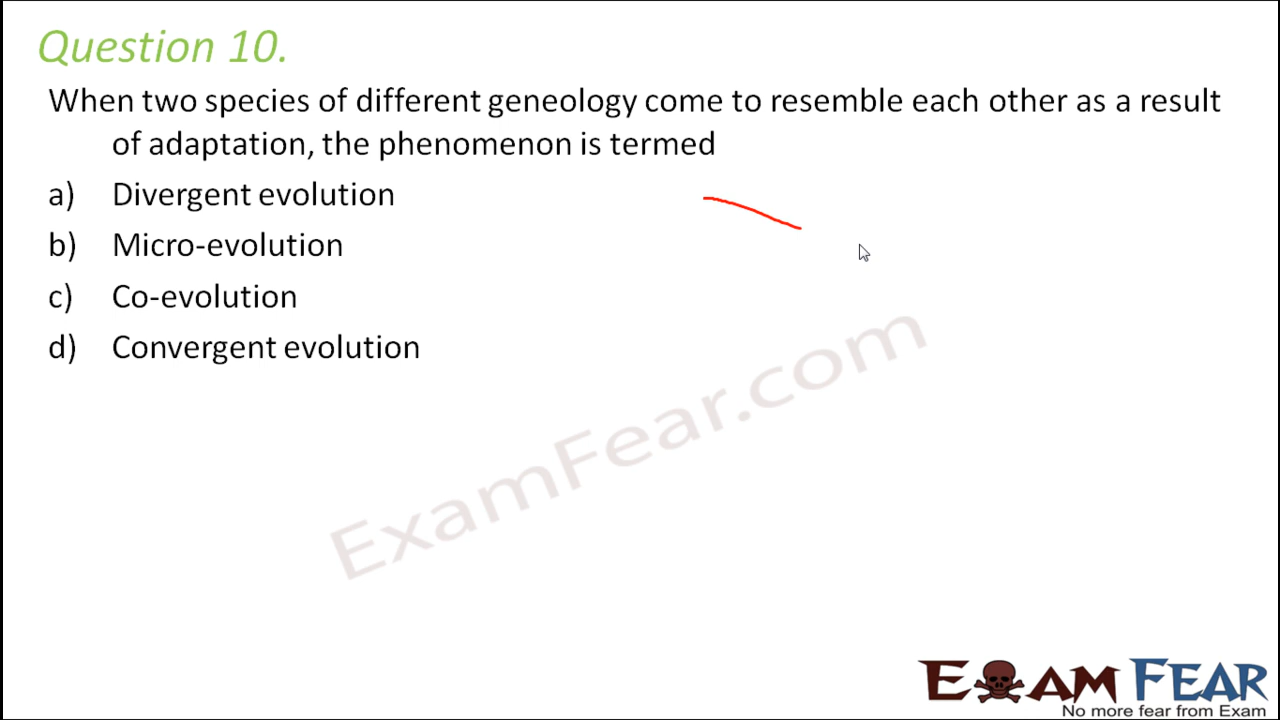 Question 10.
When two species of different geneology come to resemble each other as a result
of adaptation, the phenomenon is termed
a) Divergent evolution
b) Micro-evolution
c) Co-evolution
d) Convergent evolution
ExamFear.com
EXAM FEAR
No more fear from Exam